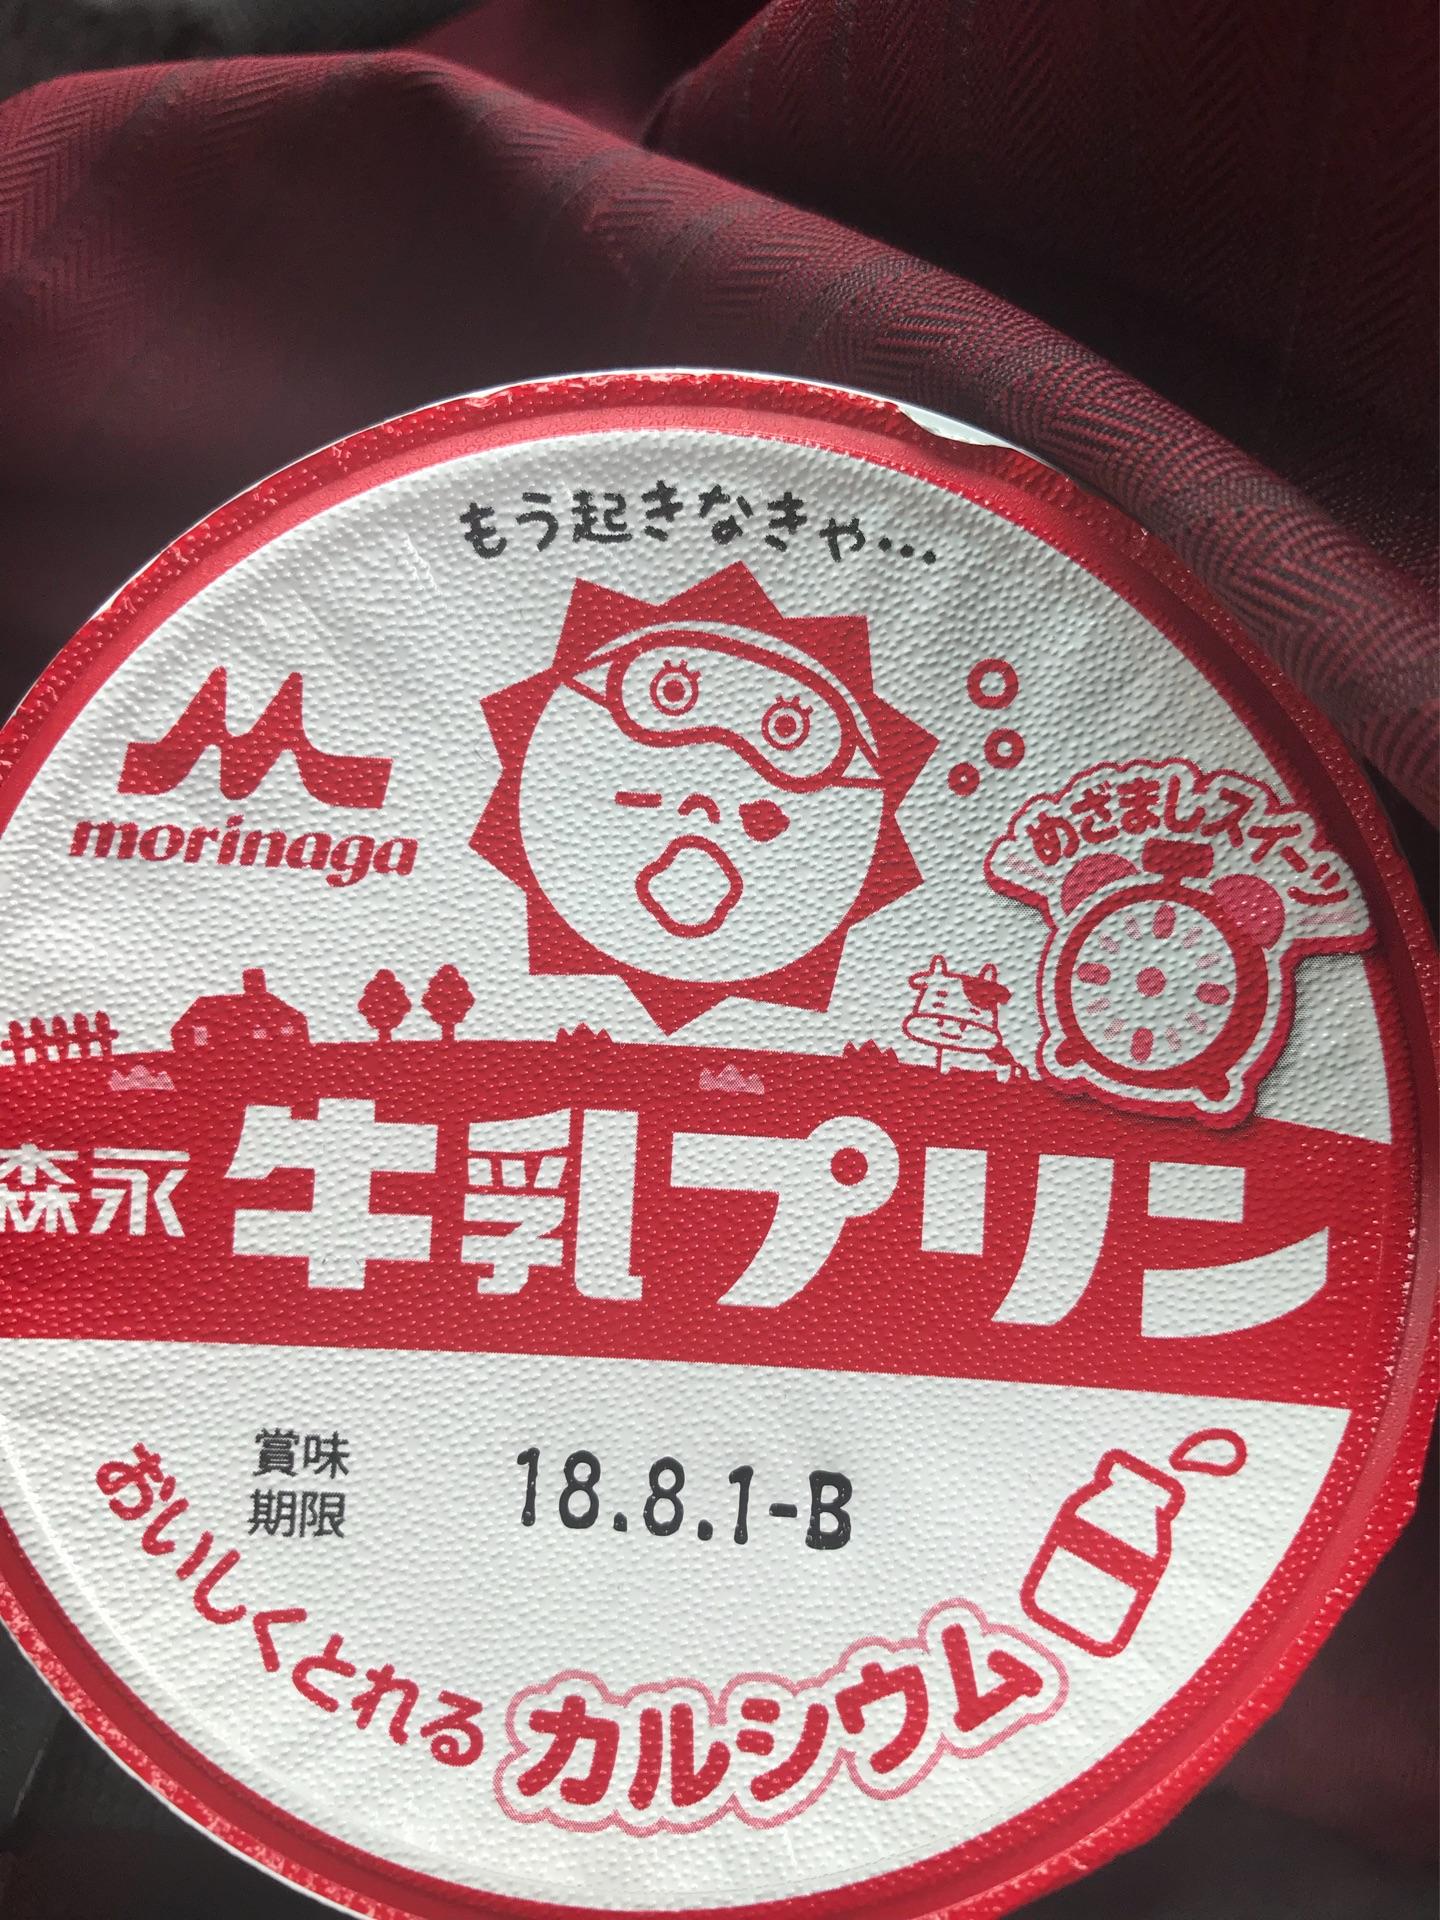 もう起きなきゃ…
morinaga
めざましスイーツ
森永 牛乳プリン
賞味
期限
18.8.1-B
おいしくとれる カルシウム